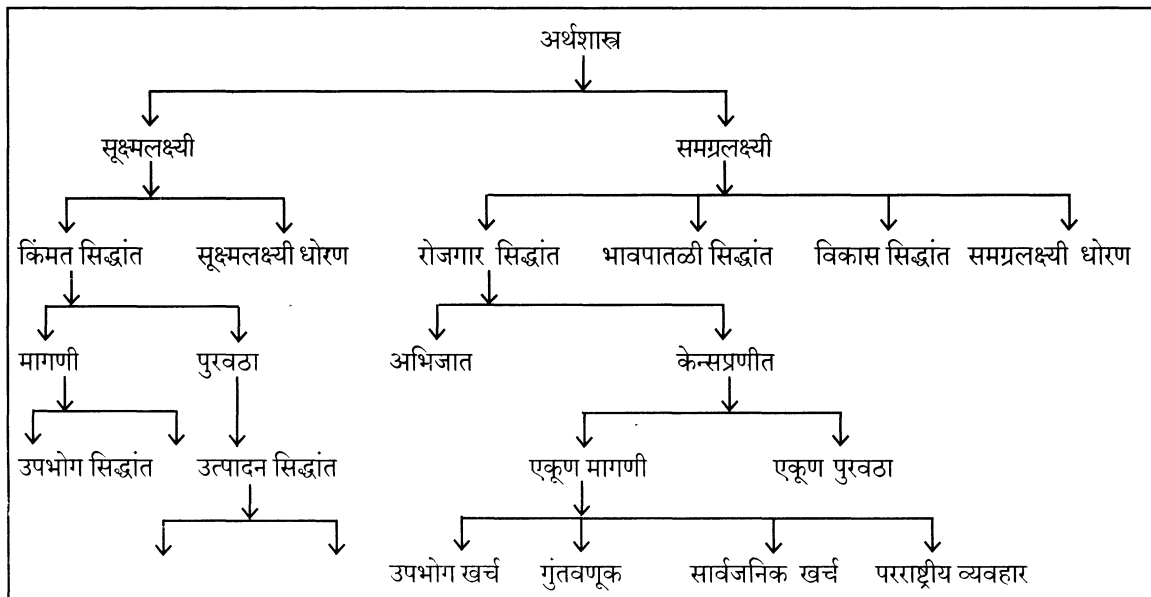 अर्थशास्त्र
सूक्ष्मलक्ष्यी समग्रलक्ष्यी
किंमत सिद्धांत सूक्ष्मलक्ष्यी धोरण रोजगार सिद्धांत भावपातळी सिद्धांत विकास सिद्धांत समग्रलक्ष्यी धोरण
मागणी पुरवठा अभिजात केन्सप्रणीत
उपभोग सिद्धांत उत्पादन सिद्धांत एकूण मागणी एकूण पुरवठा
उपभोग खर्च गुंतवणूक सार्वजनिक खर्च परराष्ट्रीय व्यवहार